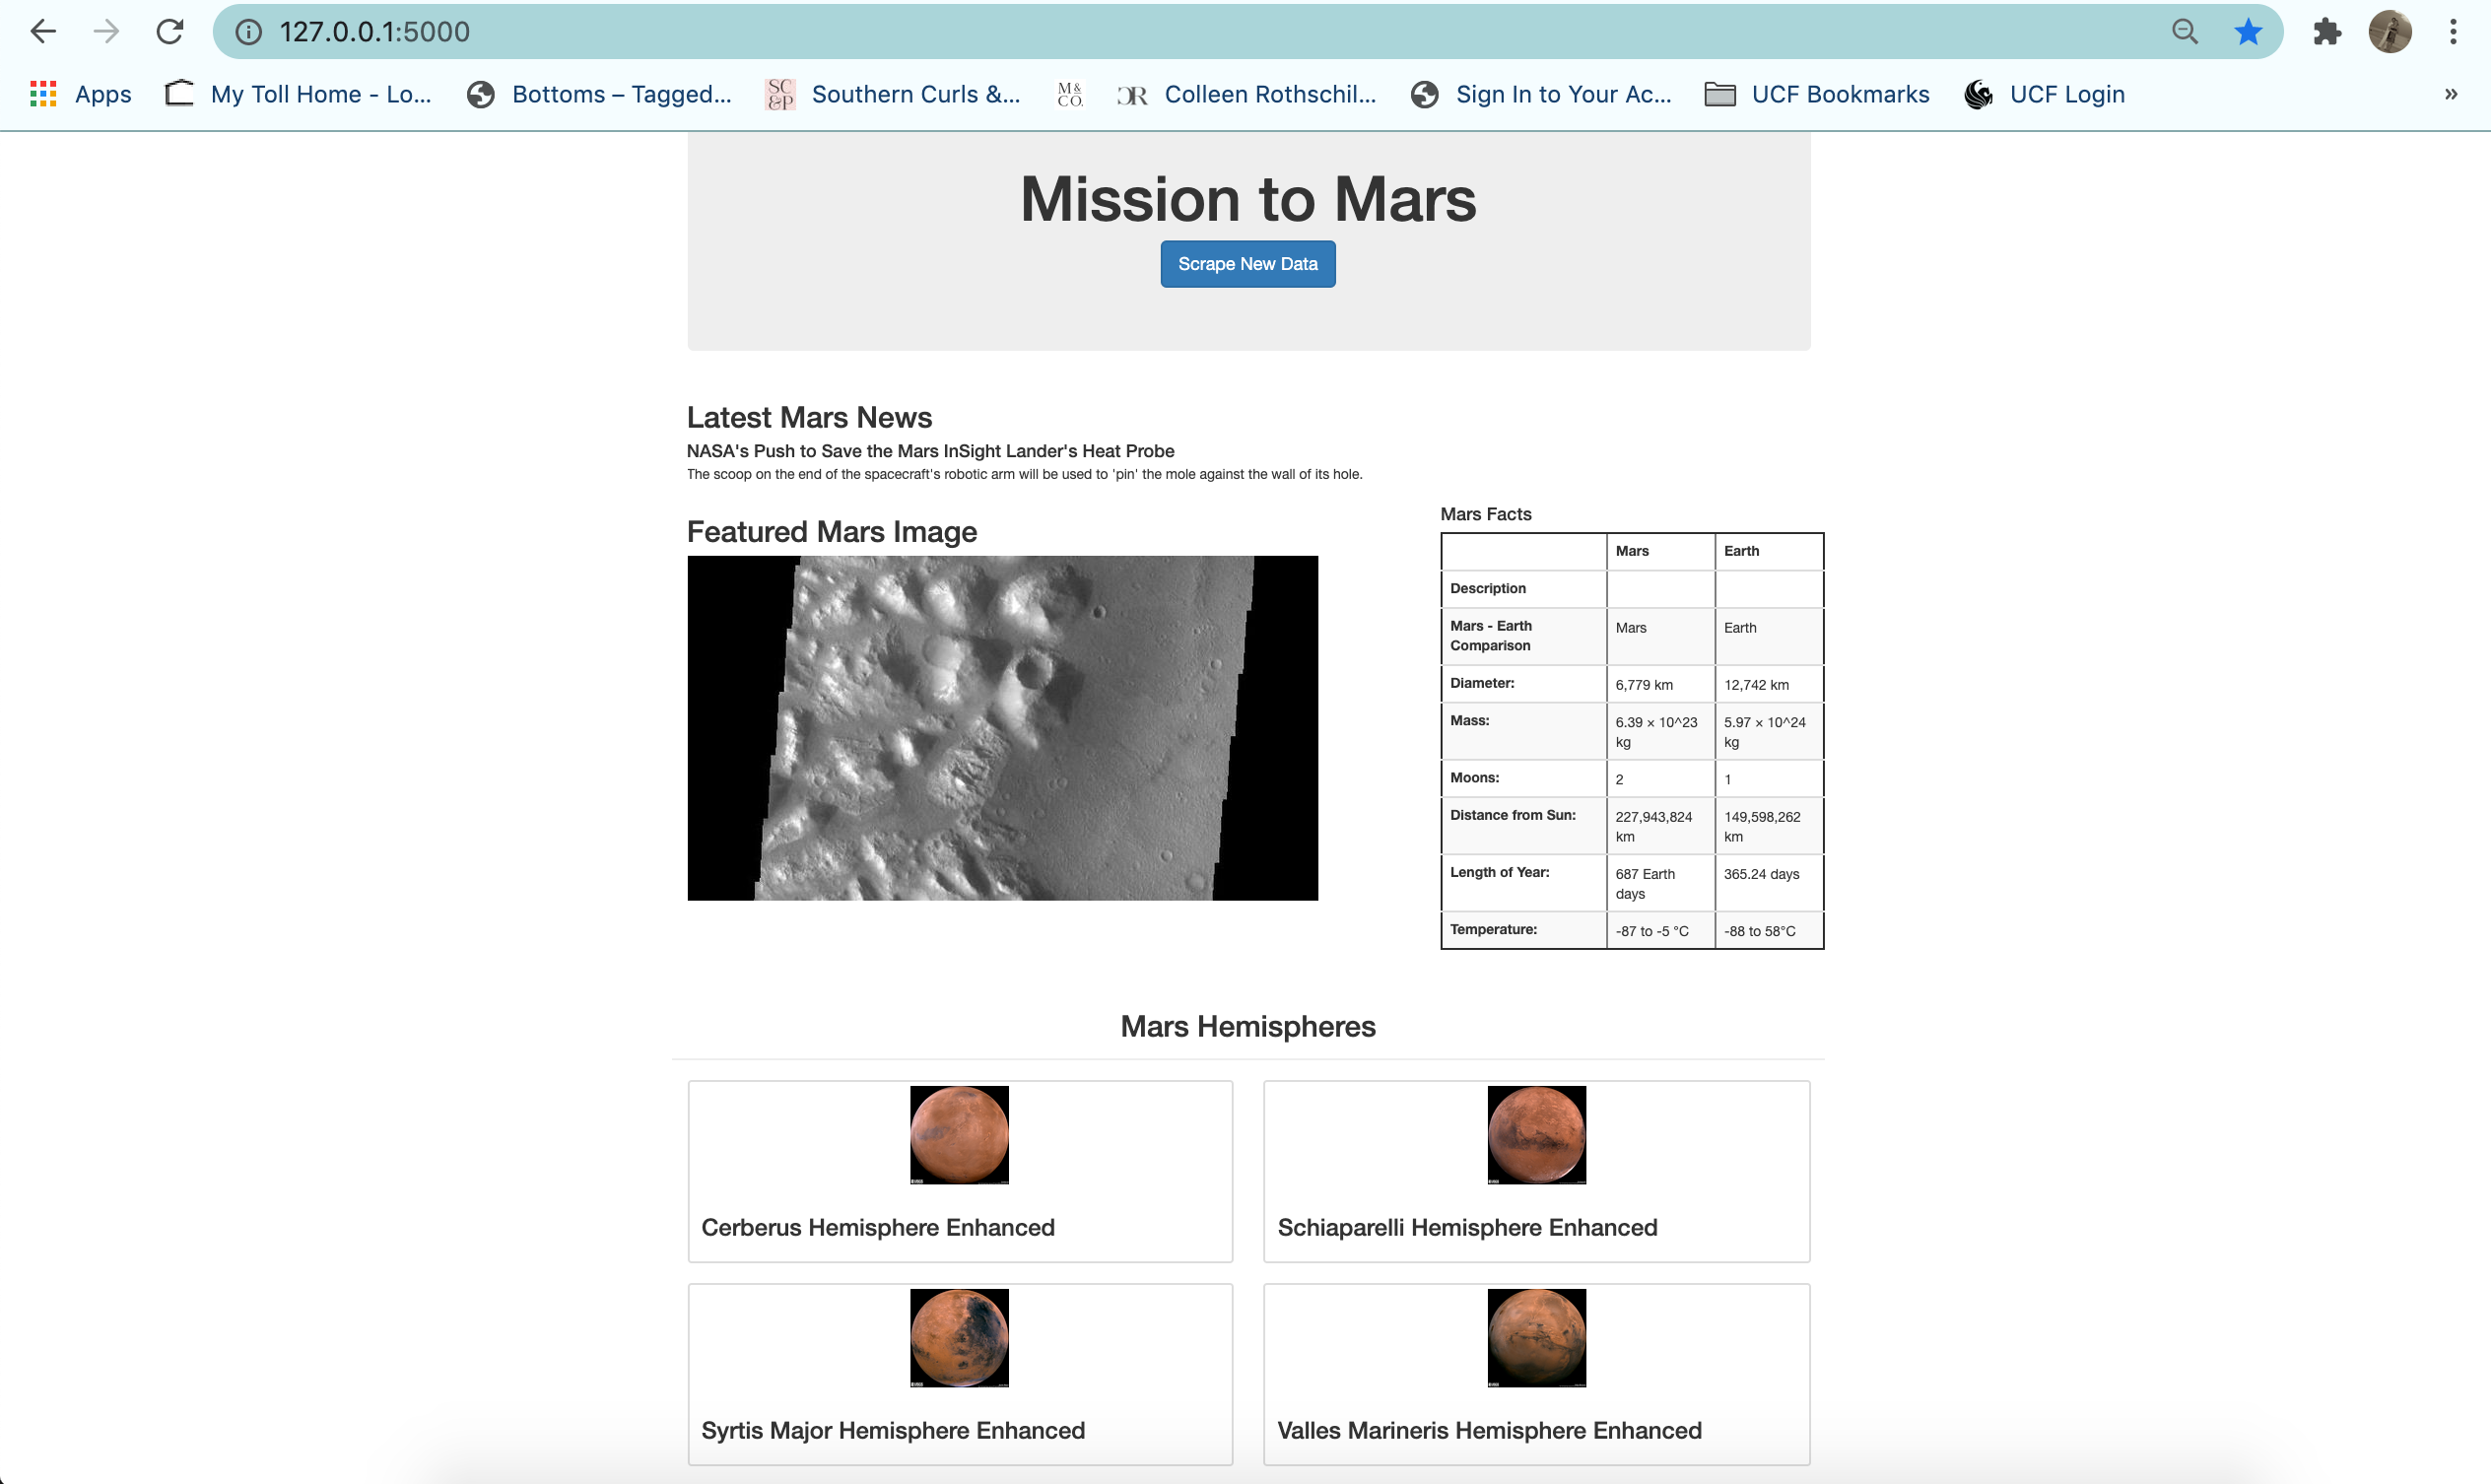 127.0.0.1:5000
Apps
My Toll Home - Lo...
Bottoms – Tagged...
SC
&P
Southern Curls &...
M&
CO.
CR
Colleen Rothschil...
Sign In to Your Ac...
UCF Bookmarks
UCF Login
»
Mission to Mars
Scrape New Data
Latest Mars News
NASA's Push to Save the Mars InSight Lander's Heat Probe
The scoop on the end of the spacecraft's robotic arm will be used to 'pin' the mole against the wall of its hole.
Featured Mars Image
Mars Facts
Mars Earth
Description
Mars - Earth
Comparison
Mars Earth
Diameter: 6,779 km 12,742 km
Mass: 6.39 × 10^23
kg
5.97 × 10^24
kg
Moons: 2 1
Distance from Sun: 227,943,824
km
149,598,262
km
Length of Year: 687 Earth
days
365.24 days
Temperature: -87 to -5 °C -88 to 58°C
Mars Hemispheres
Cerberus Hemisphere Enhanced
Schiaparelli Hemisphere Enhanced
Syrtis Major Hemisphere Enhanced
Valles Marineris Hemisphere Enhanced